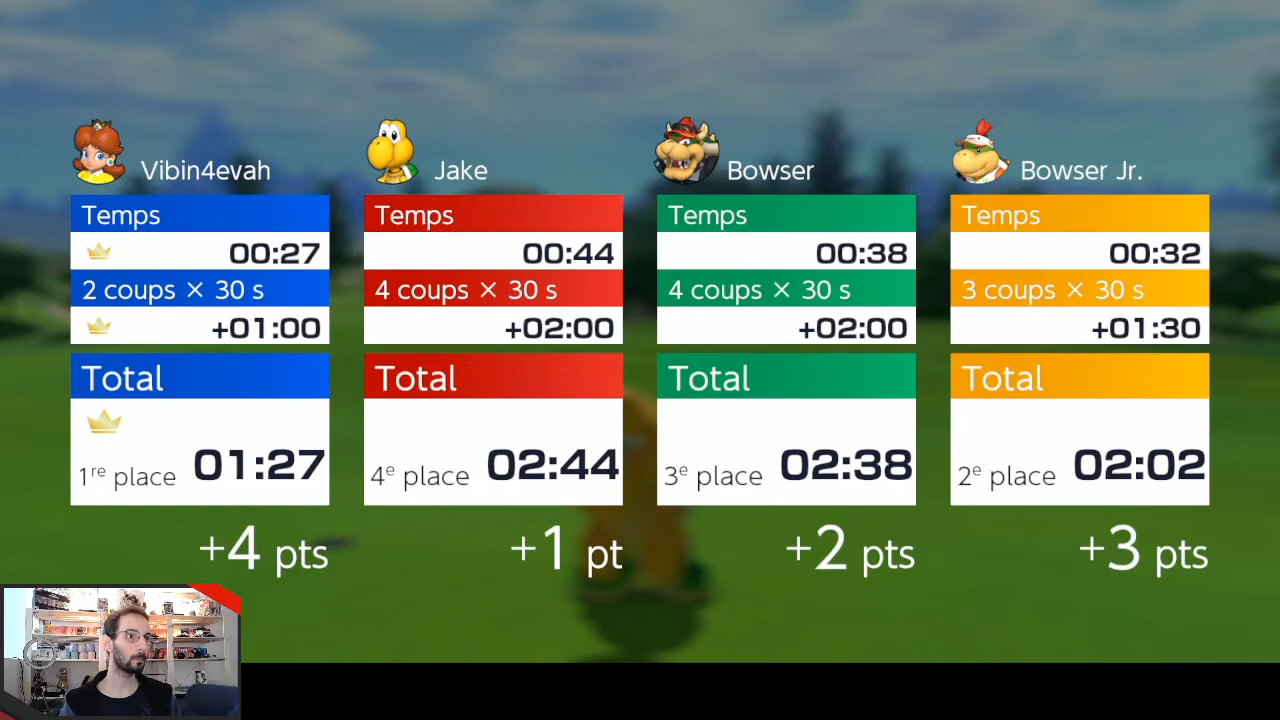 Vibin4evah
Temps
00:27
2 coups × 30 s
+01:00
Total
1re place 01:27
+4 pts
Jake
Temps
00:44
4 coups × 30 s
+02:00
Total
4e place 02:44
+1 pt
Bowser
Temps
00:38
4 coups × 30 s
+02:00
Total
3e place 02:38
+2 pts
Bowser Jr.
Temps
00:32
3 coups × 30 s
+01:30
Total
2e place 02:02
+3 pts